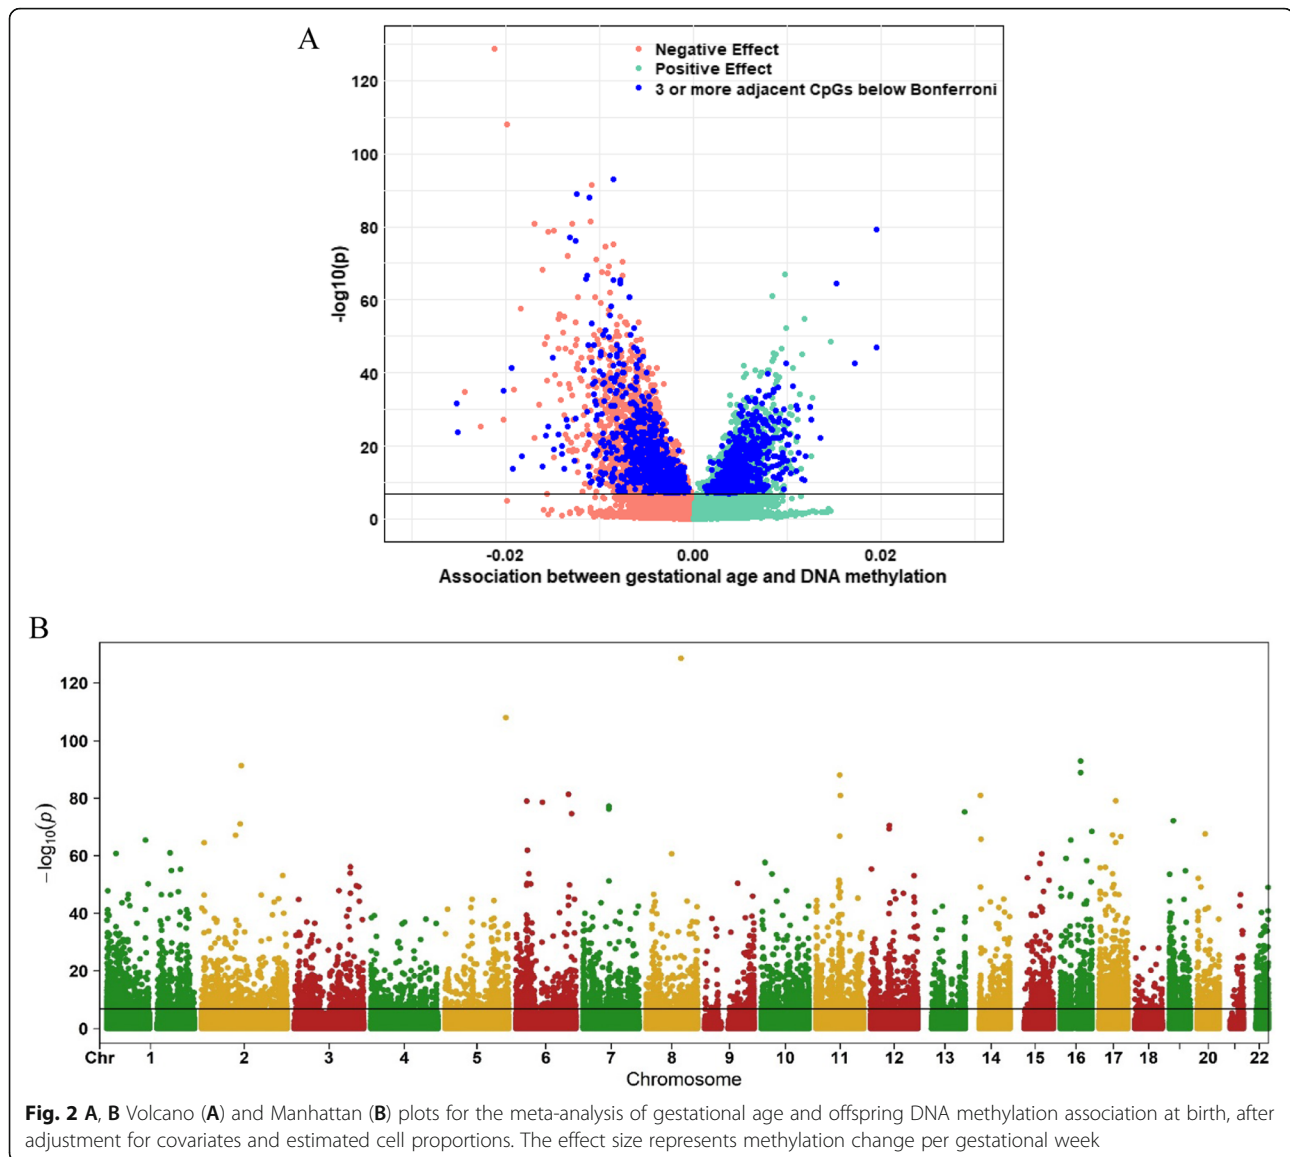 A
Negative Effect
Positive Effect
3 or more adjacent CpGs below Bonferroni
120
100
80
60
40
20
0
-log10(p)
-0.02 0.00 0.02
Association between gestational age and DNA methylation
B
120
100
80
60
40
20
0
−log10(p)
Chr 1 2 3 4 5 6 7 8 9 10 11 12 13 14 15 16 17 18 20 22
Chromosome
Fig. 2 A, B Volcano (A) and Manhattan (B) plots for the meta-analysis of gestational age and offspring DNA methylation association at birth, after
adjustment for covariates and estimated cell proportions. The effect size represents methylation change per gestational week